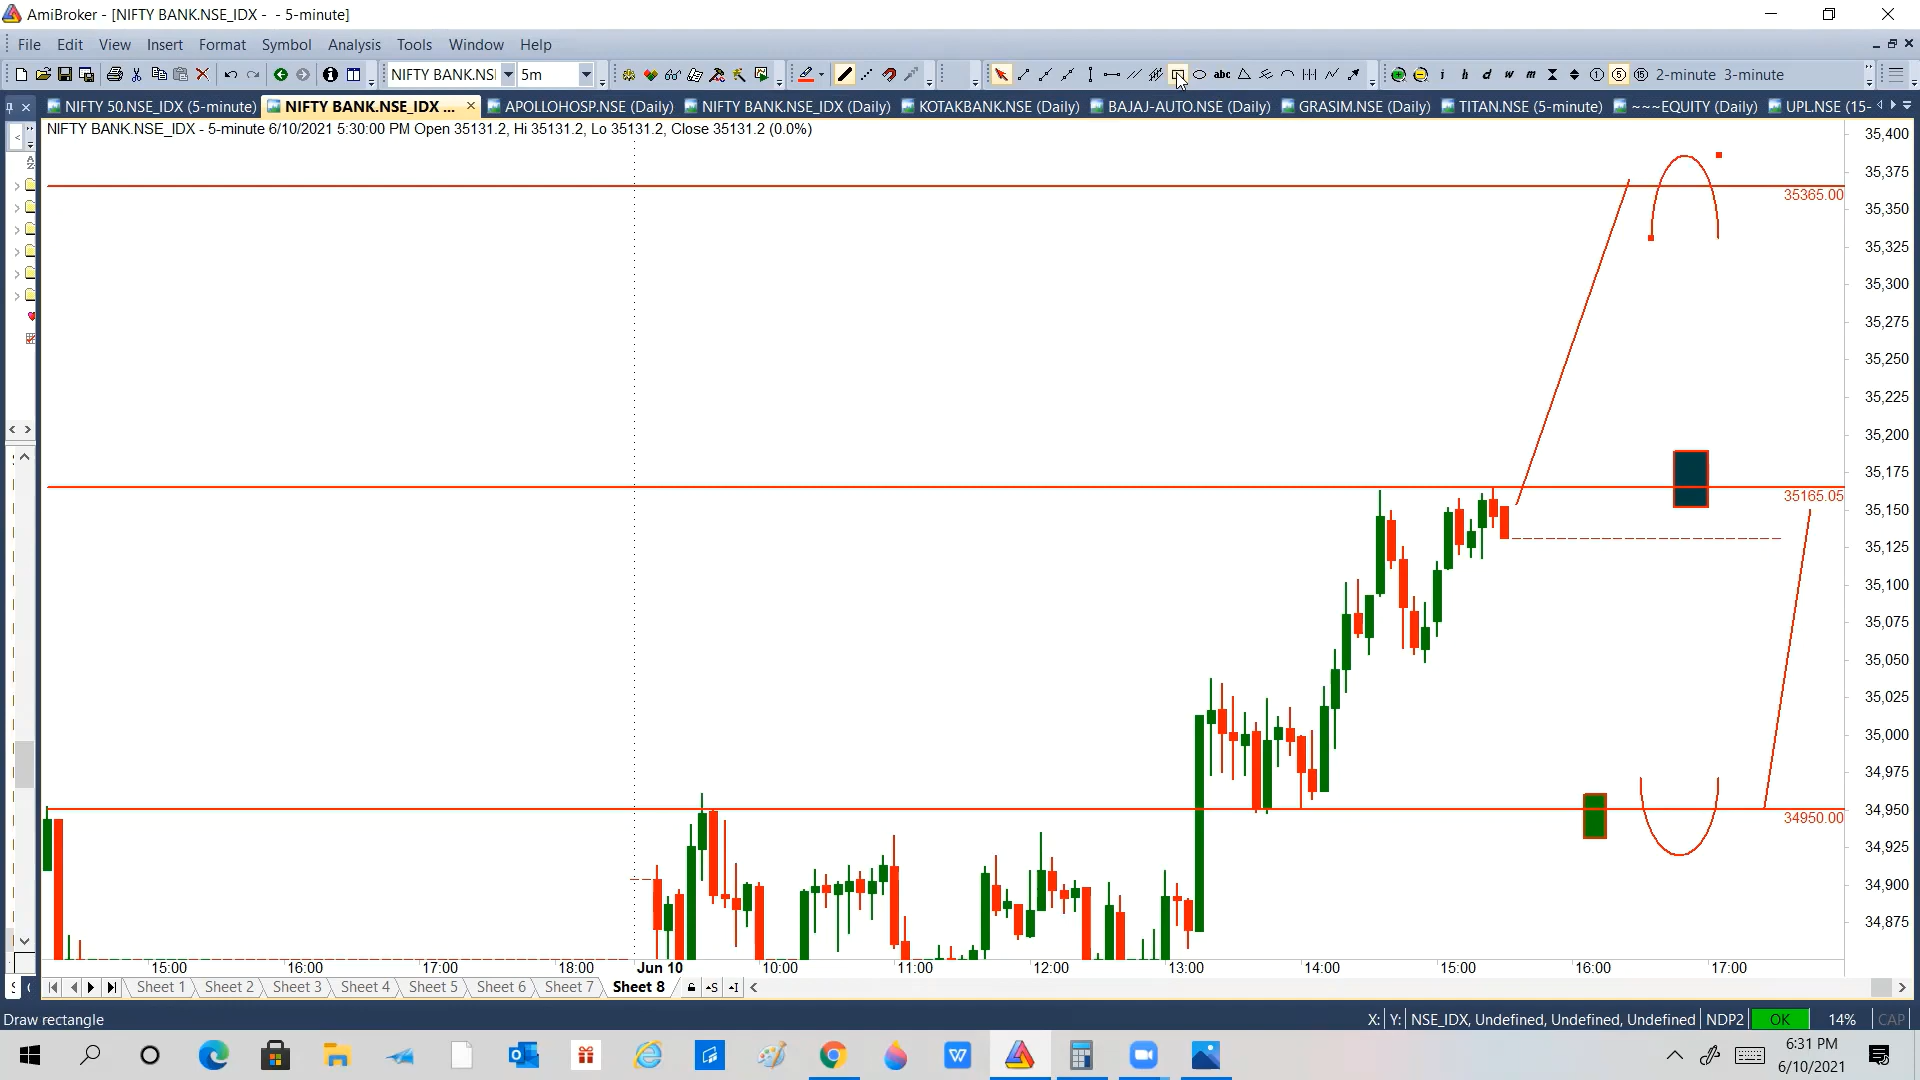 AmiBroker - [NIFTY BANK.NSE_IDX - - 5-minute]
File Edit View Insert Format Symbol Analysis Tools Window Help
NIFTY BANK.NSI 5m abc i h d w m 1 5 15 2-minute 3-minute
NIFTY 50.NSE_IDX (5-minute) NIFTY BANK.NSE_IDX ... APOLLOHOSP.NSE (Daily) NIFTY BANK.NSE_IDX (Daily) KOTAKBANK.NSE (Daily) BAJAJ-AUTO.NSE (Daily) GRASIM.NSE (Daily) TITAN.NSE (5-minute) ~~~EQUITY (Daily) UPL.NSE (15-
NIFTY BANK.NSE_IDX - 5-minute 6/10/2021 5:30:00 PM Open 35131.2, Hi 35131.2, Lo 35131.2, Close 35131.2 (0.0%)
35,400
35,375
35365.00
35,350
35,325
35,300
35,275
35,250
35,225
35,200
35,175
35165.05
35,150
35,125
35,100
35,075
35,050
35,025
35,000
34,975
34,950
34950.00
34,925
34,900
34,875
15:00 16:00 17:00 18:00 Jun 10 10:00 11:00 12:00 13:00 14:00 15:00 16:00 17:00
Sheet 1 Sheet 2 Sheet 3 Sheet 4 Sheet 5 Sheet 6 Sheet 7 Sheet 8
Draw rectangle X: Y: NSE_IDX, Undefined, Undefined, Undefined NDP2 OK 14% CAP
6:31 PM
6/10/2021